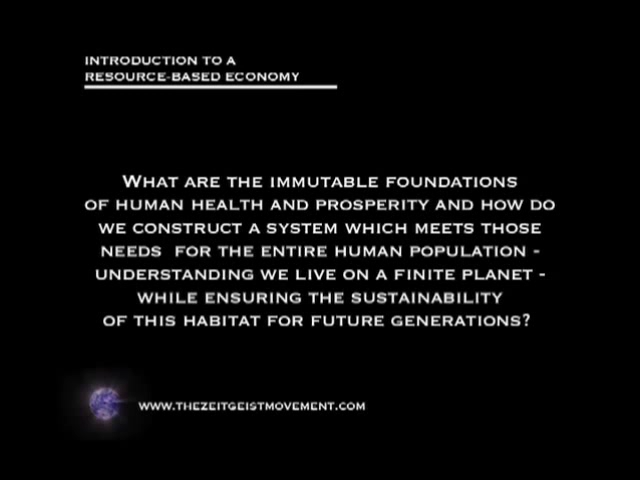 INTRODUCTION TO A
RESOURCE-BASED ECONOMY
WHAT ARE THE IMMUTABLE FOUNDATIONS
OF HUMAN HEALTH AND PROSPERITY AND HOW DO
WE CONSTRUCT A SYSTEM WHICH MEETS THOSE
NEEDS FOR THE ENTIRE HUMAN POPULATION -
UNDERSTANDING WE LIVE ON A FINITE PLANET -
WHILE ENSURING THE SUSTAINABILITY
OF THIS HABITAT FOR FUTURE GENERATIONS?
WWW.THEZEITGEISTMOVEMENT.COM